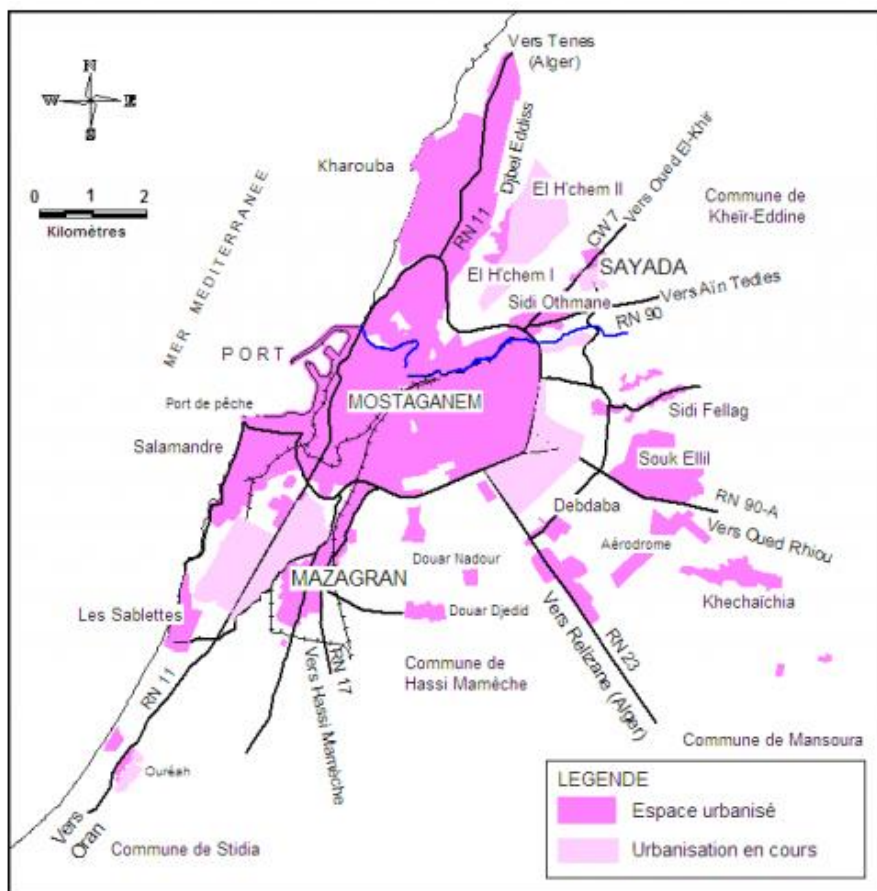 Vers Tenes
(Alger)
N
W E
S
Kharouba
Djbel Eddiss
El H'chem II
Vers Oued El-Khir
Commune de
Kheïr-Eddine
0 1 2
Kilomètres
RN 11
CW 7
SAYADA
El H'chem I
Vers Aïn Tedles
Sidi Othmane
RN 90
MER MEDITERRANEE
PORT
MOSTAGANEM
Port de pêche
Sidi Fellag
Salamandre
Souk Ellil
RN 90-A
Debdaba
Vers Oued Rhiou
Aérodrome
Douar Nadour
MAZAGRAN
Khechaïchia
Les Sablettes
Douar Djedid
RN 17
Vers Hassi Mamèche
Commune de
Hassi Mamèche
RN 23
Vers Relizane (Alger)
RN 11
Commune de Mansoura
Ouréah
LEGENDE
Espace urbanisé
Urbanisation en cours
Vers
Oran
Commune de Stidia